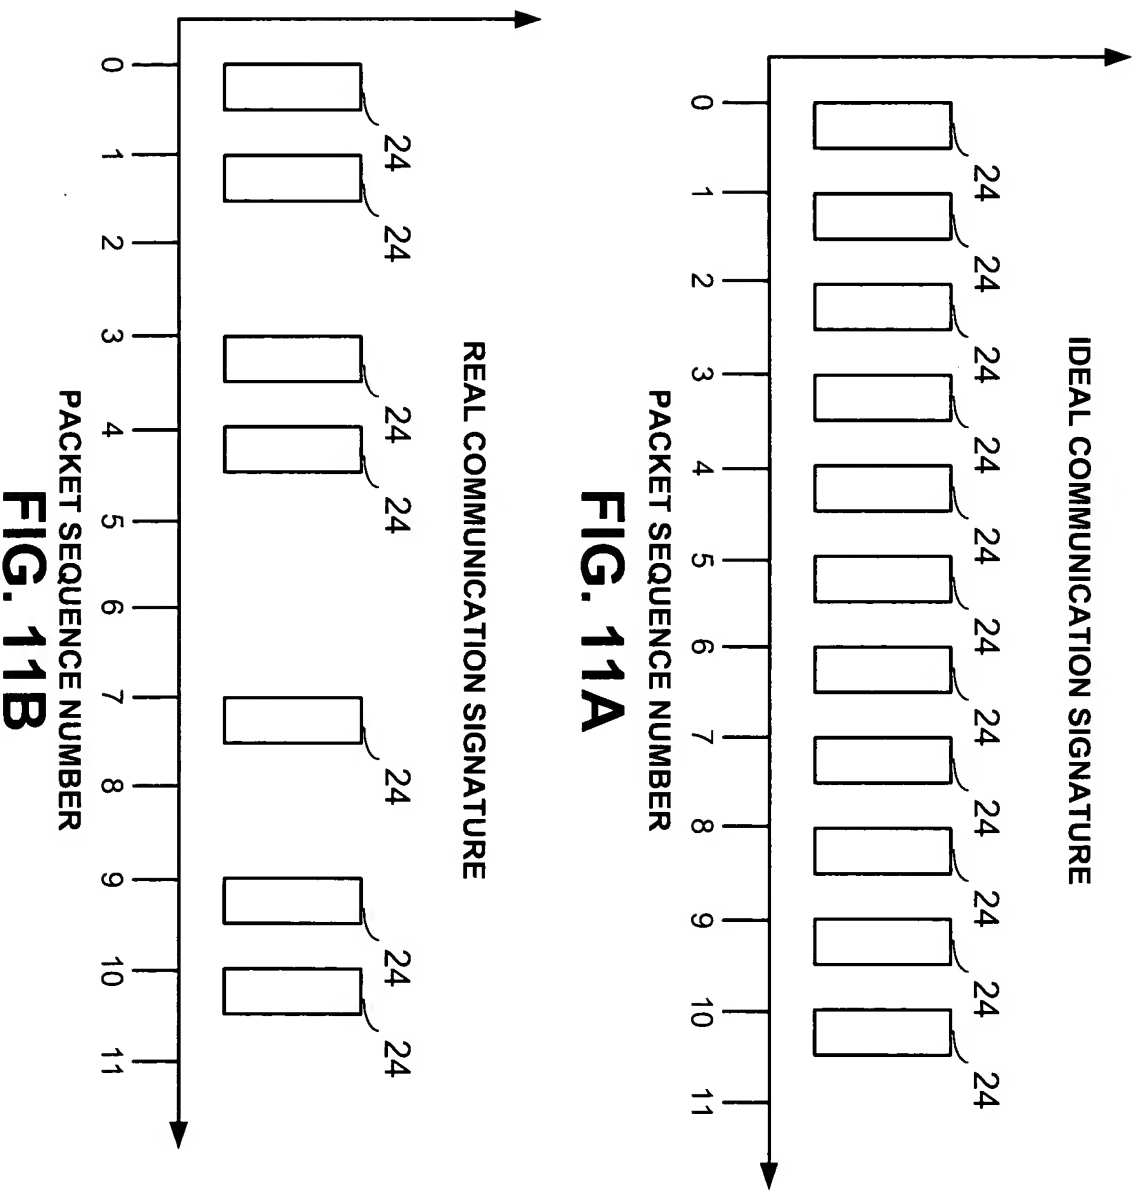 IDEAL COMMUNICATION SIGNATURE
24 24 24 24 24 24 24 24 24 24 24
0 1 2 3 4 5 6 7 8 9 10 11
PACKET SEQUENCE NUMBER
FIG. 11A
REAL COMMUNICATION SIGNATURE
24 24 24 24 24 24 24
0 1 2 3 4 5 6 7 8 9 10 11
PACKET SEQUENCE NUMBER
FIG. 11B